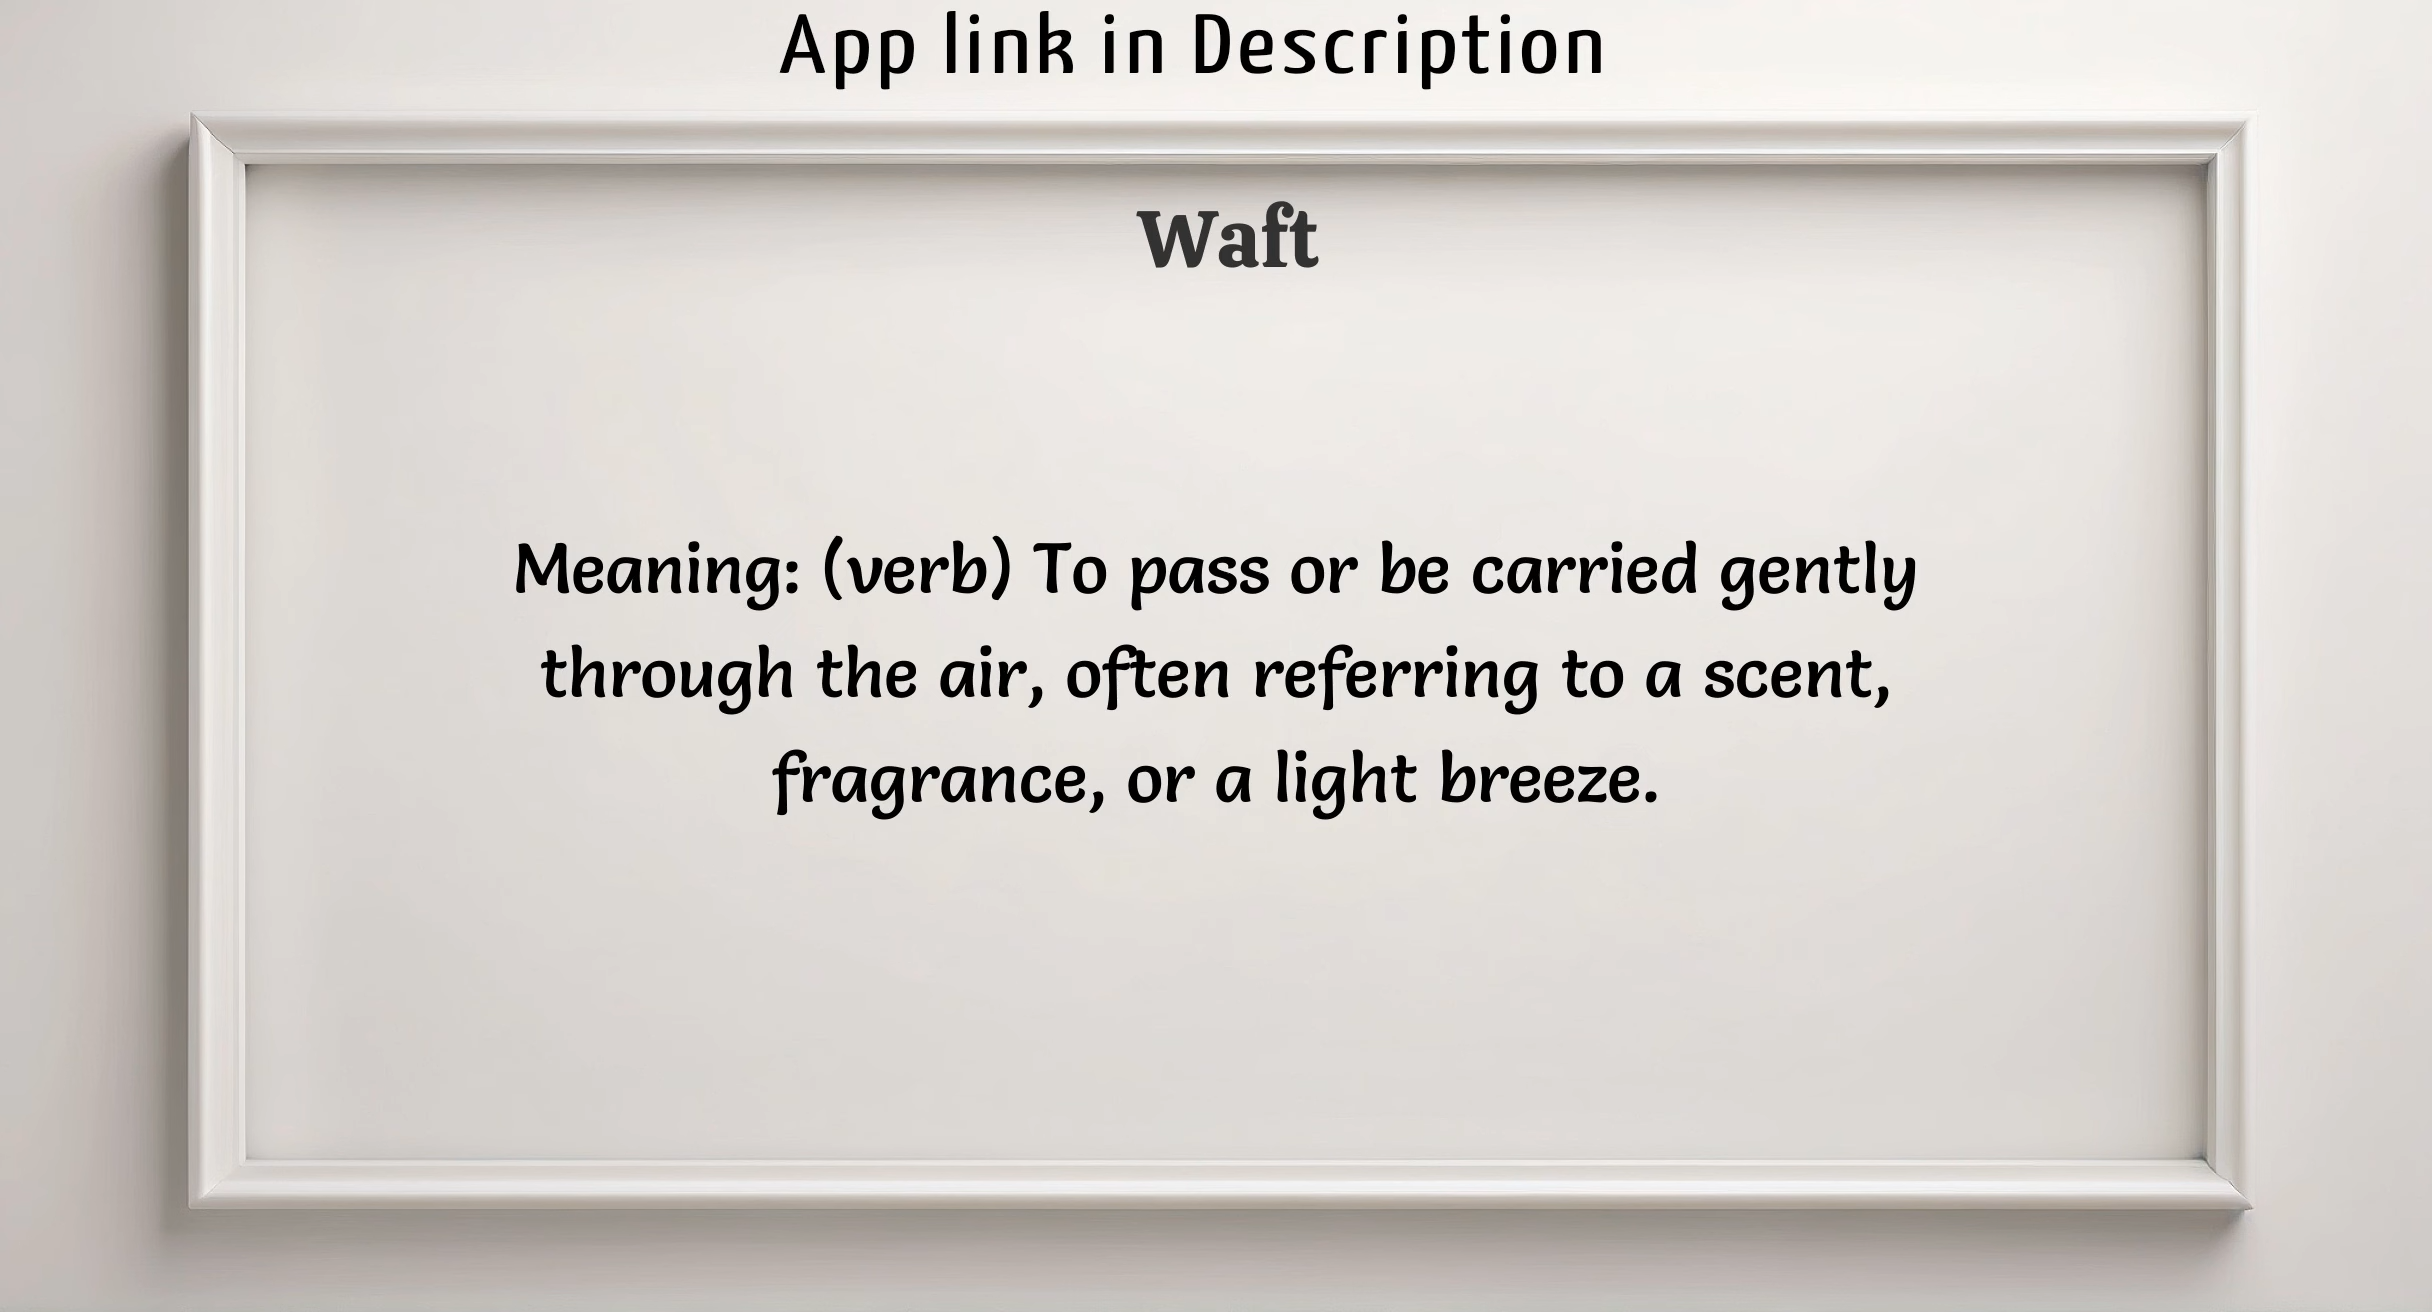 App link in Description
Waft
Meaning: (verb) To pass or be carried gently
through the air, often referring to a scent,
fragrance, or a light breeze.